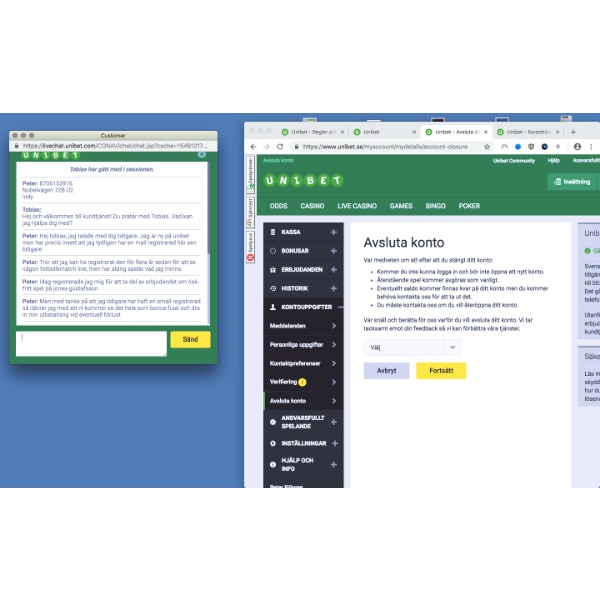 Customer
https://livechat.unibet.com/CONAV/chat/chat.jsp?cache=15461217...
UNIBET
Tobias har gått med i sessionen.
Peter: 8706153916
Nobelvägen 72B U2
Indy
Tobias:
Hej och välkommen till kundtjänst! Du pratar med Tobias. Vad kan
jag hjälpa dig med?
Peter: Hej tobias, jag talade med dig tidigare. Jag är ny på unibet
men har precis insett att jag tydligen har en mail registrerad här sen
tidigare
Peter: Tror att jag kan ha registrerat den för flera år sedan för att se
någon fotbollsmatch live, men har aldrig spelat vad jag minns.
Peter: Idag registrerade jag mig för att ta del av erbjudandet om risk-
fritt spel på jones-gustafsson
Peter: Men med tanke på att jag tidigare har haft en email registrerad
så räknar jag med att ni kommer se det hela som bonus fusk och dra
in min utbetalning vid eventuell förlust
Sänd
Unibet - Regler oc
Unibet
Unibet - Avsluta
Unibet - Kontohis
https://www.unibet.se/myaccount/mydetails/account-closure
Avsluta konto
Unibet Community
Hjälp
Ansvarsfullt
UNIBET
Insättning
ODDS
CASINO
LIVE CASINO
GAMES
BINGO
POKER
Spelpaus
Självtest
KASSA
BONUSAR
ERBJUDANDEN
HISTORIK
KONTOUPPGIFTER
Meddelanden
Personliga uppgifter
Kontaktpreferenser
Verifiering
Avsluta konto
ANSVARSFULLT
SPELANDE
INSTÄLLNINGAR
HJÄLP OCH
INFO
Avsluta konto
Var medveten om att efter att du stängt ditt konto:
Kommer du inte kunna logga in och bör inte öppna ett nytt konto.
Återstående spel kommer avgöras som vanligt.
Eventuellt saldo kommer finnas kvar på ditt konto men du kommer
behöva kontakta oss för att ta ut det.
Du måste kontakta oss om du vill återöppna ditt konto.
Var snäll och berätta för oss varför du vill avsluta ditt konto. Vi tar
tacksamt emot din feedback så vi kan förbättra våra tjänster.
Välj
Avbryt
Fortsätt
Unib
Svens
tillgän
till 00:
Det gå
telefo
Utanf
erbju
kundt
Säke
Läs m
skydd
hur du
lösen